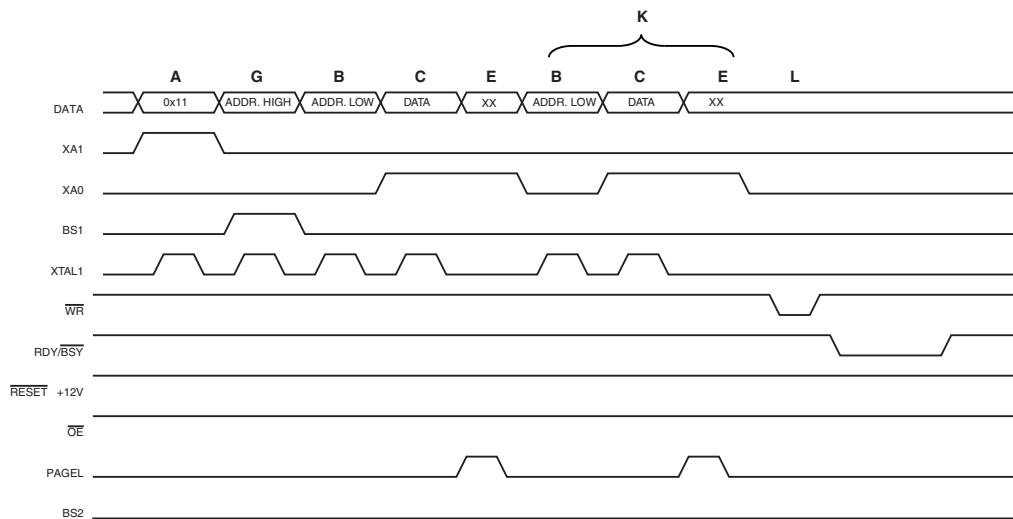 K
A G B C E B C E L
DATA 0x11 ADDR. HIGH ADDR. LOW DATA XX ADDR. LOW DATA XX
XA1
XA0
BS1
XTAL1
WR
RDY/BSY
RESET +12V
OE
PAGEL
BS2